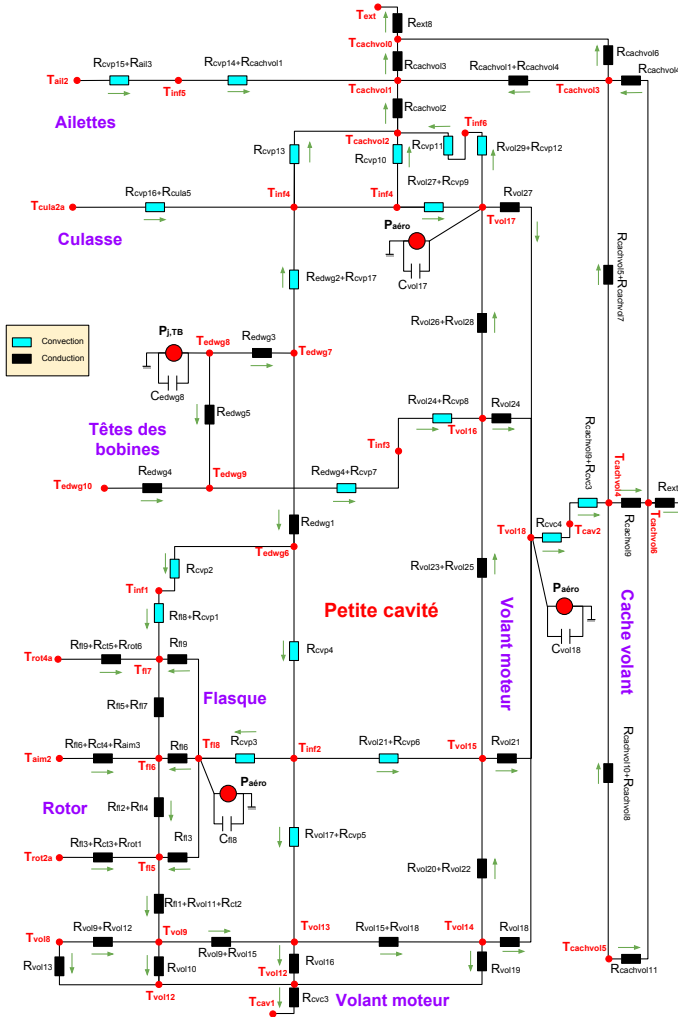 Text
Rext8
Tcachvol0
Rcachvol6
Rcvp15+Rail3
Rcvp14+Rcachvol1
Rcachvol3
Rcachvol1+Rcachvol4
Rcachvol4
Tail2
Tinf5
Tcachvol1
Tcachvol3
Ailettes
Rcachvol2
Tcachvol2
Tinf6
Rcvp13
Rcvp10
Rcvp11
Rvol29+Rcvp12
Rcvp16+Rcula5
Tinf4
Tinf4
Rvol27+Rcvp9
Rvol27
Tcula2a
Tvol17
Culasse
Paéro
Cvol17
Redwg2+Rcvp17
Rcachvol5+Rcachvol7
Rvol26+Rvol28
Convection
Conduction
Pj,TB
Tedwg8
Redwg3
Tedwg7
Cedwg8
Redwg5
Rvol24+Rcvp8
Rvol24
Têtes des
bobines
Tinf3
Tvol16
Redwg4
Tedwg9
Redwg4+Rcvp7
Tedwg10
Rcachvol9+Rcvc3
Tcachvol4
Rext
Redwg1
Tvol18
Rcvc4
Tcav2
Rcachvol9
Tcachvol6
Tedwg6
Rcvp2
Rvol23+Rvol25
Tinf1
Rfl8+Rcvp1
Petite cavité
Volant moteur
Paéro
Cvol18
Cache volant
Rfl9+Rct5+Rrot6
Rfl9
Rcvp4
Trot4a
Tfl7
Flasque
Rfl5+Rfl7
Rfl6+Rct4+Raim3
Rfl6
Tfl8
Rcvp3
Tinf2
Rvol21+Rcvp6
Tvol15
Rvol21
Taim2
Tfl6
Rotor
Paéro
Cfl8
Rfl2+Rfl4
Rcachvol10+Rcachvol8
Rfl3+Rct3+Rrot1
Rfl3
Rvol17+Rcvp5
Trot2a
Tfl5
Rvol20+Rvol22
Rfl1+Rvol11+Rct2
Tvol8
Rvol9+Rvol12
Tvol9
Rvol9+Rvol15
Tvol13
Rvol15+Rvol18
Tvol14
Rvol18
Tcachvol5
Rvol13
Rvol10
Rvol16
Rvol19
Rcachvol11
Tvol12
Tvol12
Tcav1
Rcvc3
Volant moteur